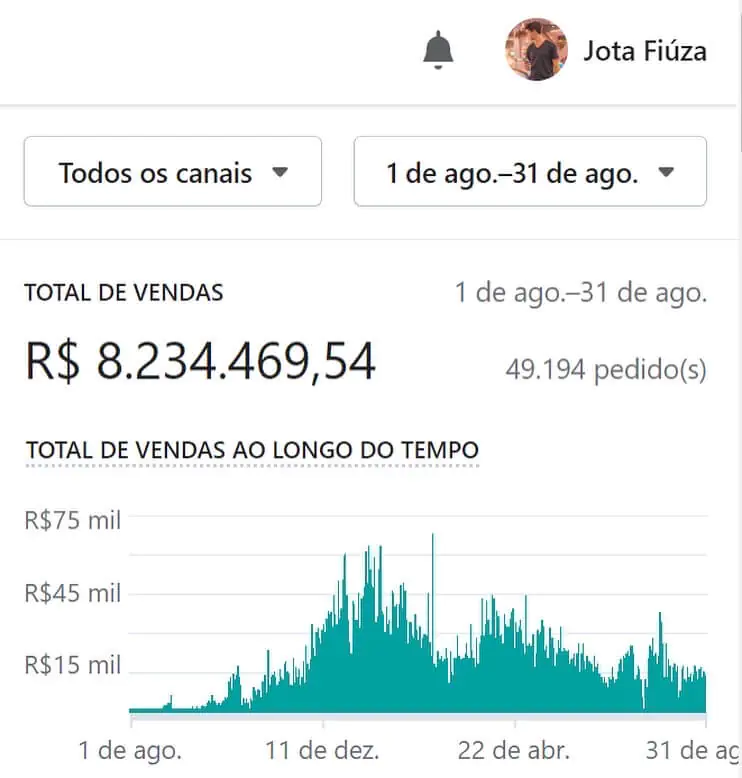 Jota Fiúza
Todos os canais
1 de ago.–31 de ago.
TOTAL DE VENDAS
1 de ago.–31 de ago.
R$ 8.234.469,54
49.194 pedido(s)
TOTAL DE VENDAS AO LONGO DO TEMPO
R$75 mil
R$45 mil
R$15 mil
1 de ago.
11 de dez.
22 de abr.
31 de ag